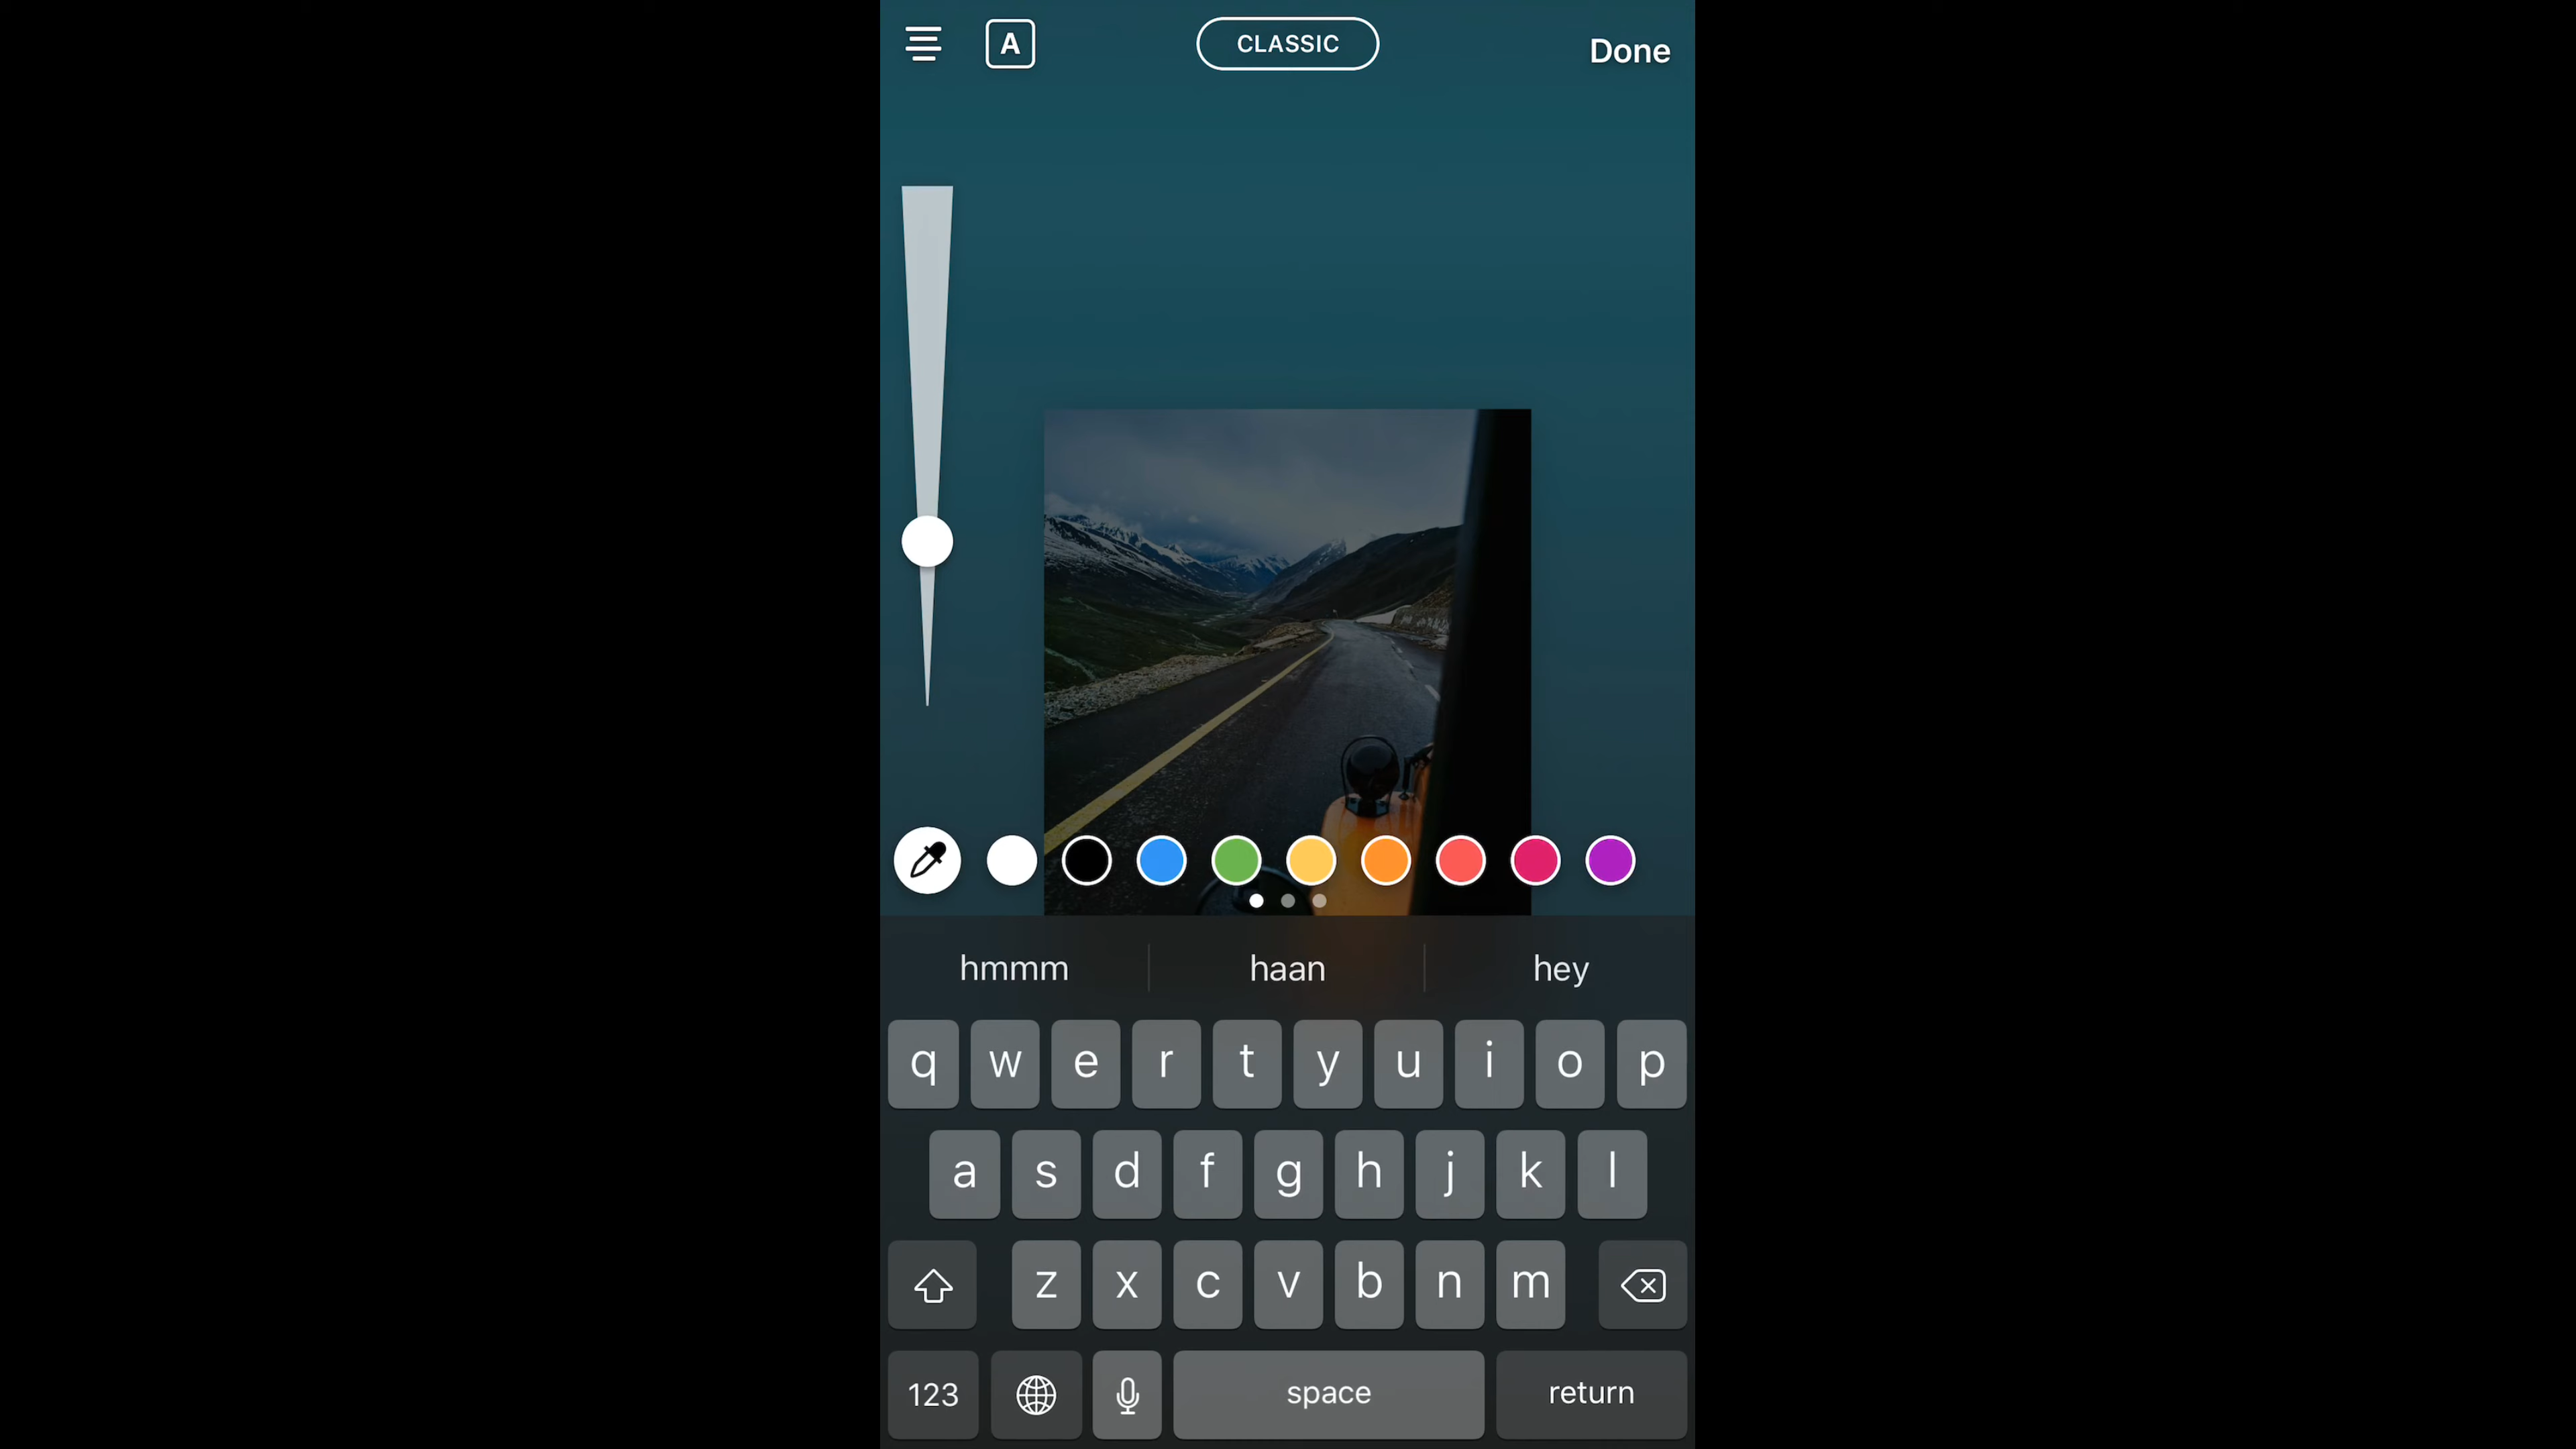 A CLASSIC Done
hmmm haan hey
q w e r t y u i o p
a s d f g h j k l
z x c v b n m
123 space return